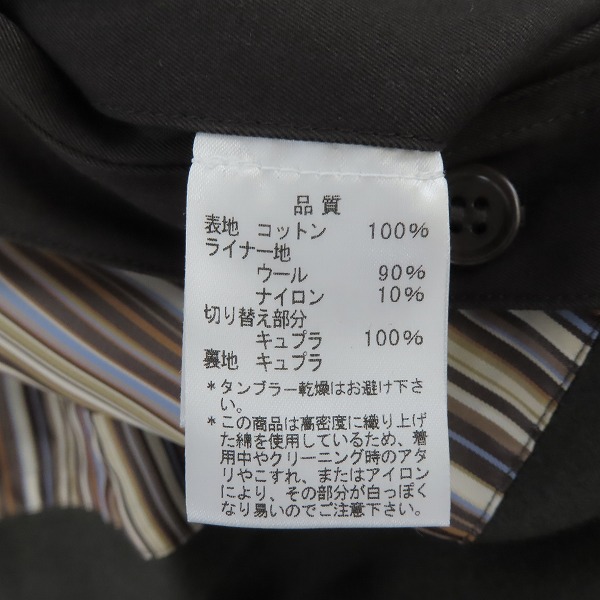 品質
表地 コットン 100%
ライナー地
ウール 90%
ナイロン 10%
切り替え部分
キュプラ 100%
裏地 キュプラ
*タンブラー乾燥はお避け下さ
い。
*この商品は高密度に織り上げ
た綿を使用しているため、着
用中やクリーニング時のアタ
リやこすれ、またはアイロン
により、その部分が白っぽく
なり易いのでご注意下さい。